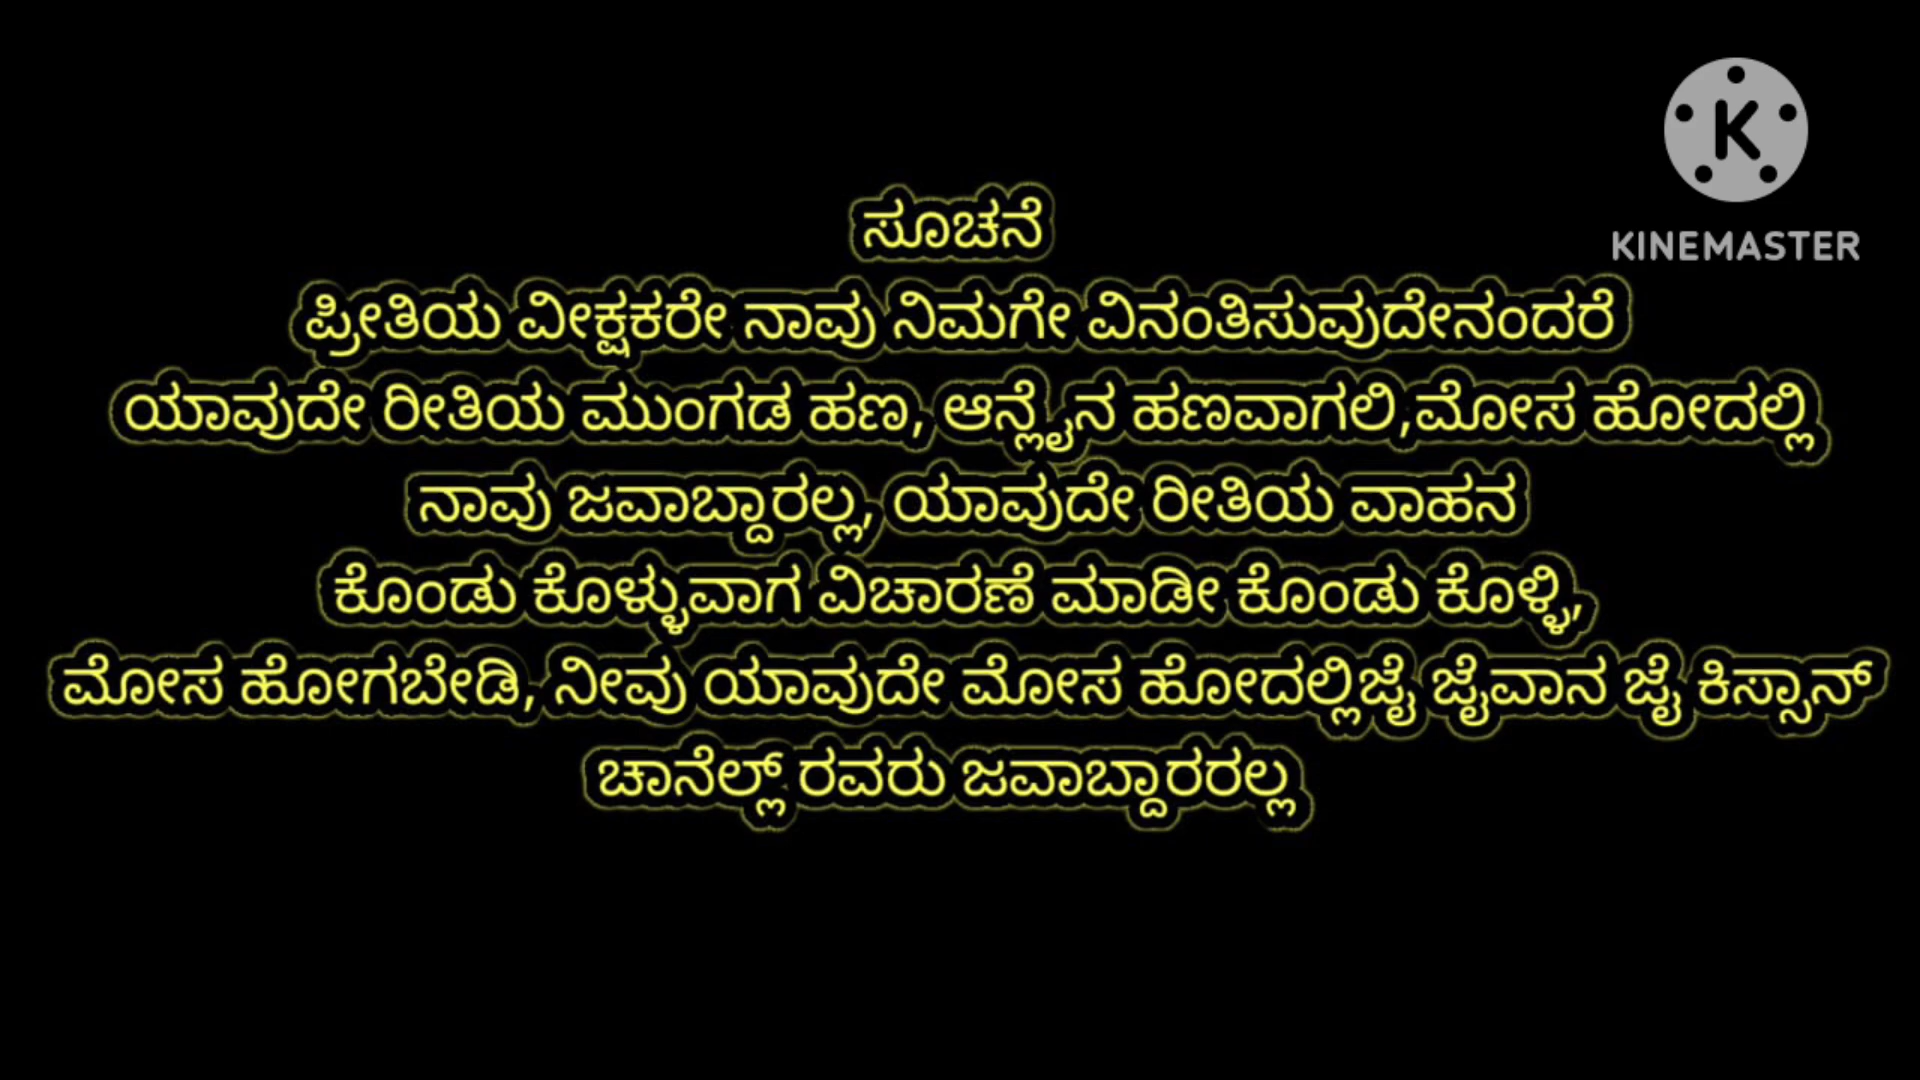 KINEMASTER
ಸೂಚನೆ
ಪ್ರೀತಿಯ ವೀಕ್ಷಕರೇ ನಾವು ನಿಮಗೇ ವಿನಂತಿಸುವುದೇನಂದರೆ
ಯಾವುದೇ ರೀತಿಯ ಮುಂಗಡ ಹಣ, ಆನ್ಲೈನ ಹಣವಾಗಲಿ,ಮೋಸ ಹೋದಲ್ಲಿ
ನಾವು ಜವಾಬ್ದಾರಲ್ಲ, ಯಾವುದೇ ರೀತಿಯ ವಾಹನ
ಕೊಂಡು ಕೊಳ್ಳುವಾಗ ವಿಚಾರಣೆ ಮಾಡೀ ಕೊಂಡು ಕೊಳ್ಳಿ,
ಮೋಸ ಹೋಗಬೇಡಿ, ನೀವು ಯಾವುದೇ ಮೋಸ ಹೋದಲ್ಲಿಜೈ ಜೈವಾನ ಜೈ ಕಿಸ್ಸಾನ್
ಚಾನೆಲ್ಲ್ ರವರು ಜವಾಬ್ದಾರರಲ್ಲ